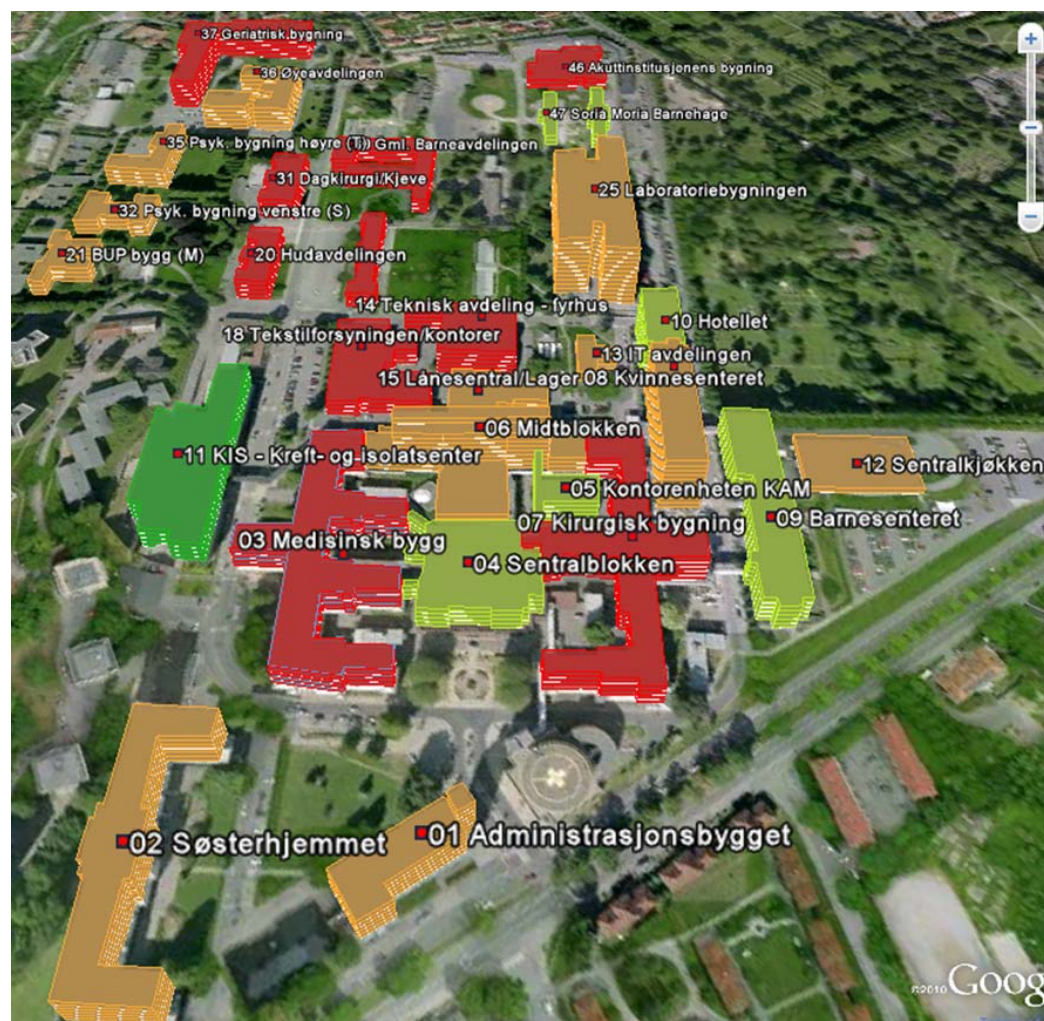 37 Geriatrisk.bygning
36 Øyeavdelingen
46 Akuttinstitusjonens bygning
47 Soria Moria Barnehage
35 Psyk. bygning høyre (T)
Gml. Barneavdelingen
31 Dagkirurgi/Kjeve
25 Laboratoriebygningen
32 Psyk. bygning venstre (S)
21 BUP bygg (M)
20 Hudavdelingen
14 Teknisk avdeling - fyrhus
10 Hotellet
18 Tekstilforsyningen/kontorer
13 IT avdelingen
15 Lånesentral/Lager
08 Kvinnesenteret
06 Midtblokken
11 KIS - Kreft- og isolatsenter
12 Sentralkjøkken
05 Kontorenheten KAM
07 Kirurgisk bygning
09 Barnesenteret
03 Medisinsk bygg
04 Sentralblokken
01 Administrasjonsbygget
02 Søsterhjemmet
©2010 Goog